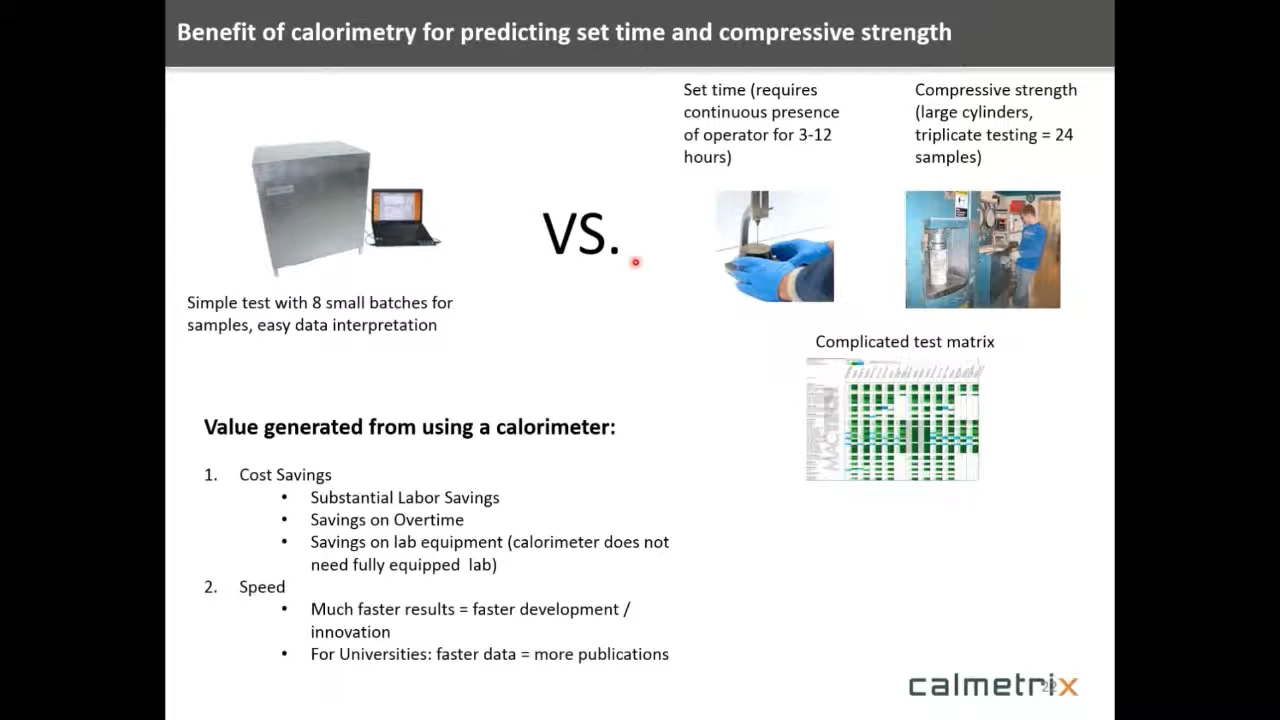 Benefit of calorimetry for predicting set time and compressive strength
Set time (requires
continuous presence
of operator for 3-12
hours)
Compressive strength
(large cylinders,
triplicate testing = 24
samples)
VS.
Simple test with 8 small batches for
samples, easy data interpretation
Complicated test matrix
Value generated from using a calorimeter:
1. Cost Savings
• Substantial Labor Savings
• Savings on Overtime
• Savings on lab equipment (calorimeter does not
need fully equipped lab)
2. Speed
• Much faster results = faster development /
innovation
• For Universities: faster data = more publications
calmetrix
22